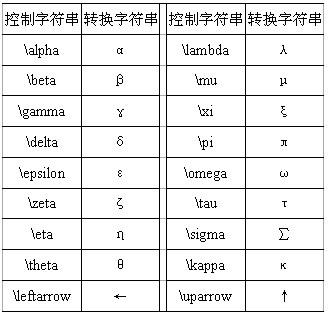 控制字符串 转换字符串 控制字符串 转换字符串
\alpha α \lambda λ
\beta β \mu μ
\gamma ɣ \xi ξ
\delta δ \pi π
\epsilon ε \omega ω
\zeta ζ \tau τ
\eta η \sigma ∑
\theta θ \kappa κ
\leftarrow ← \uparrow ↑